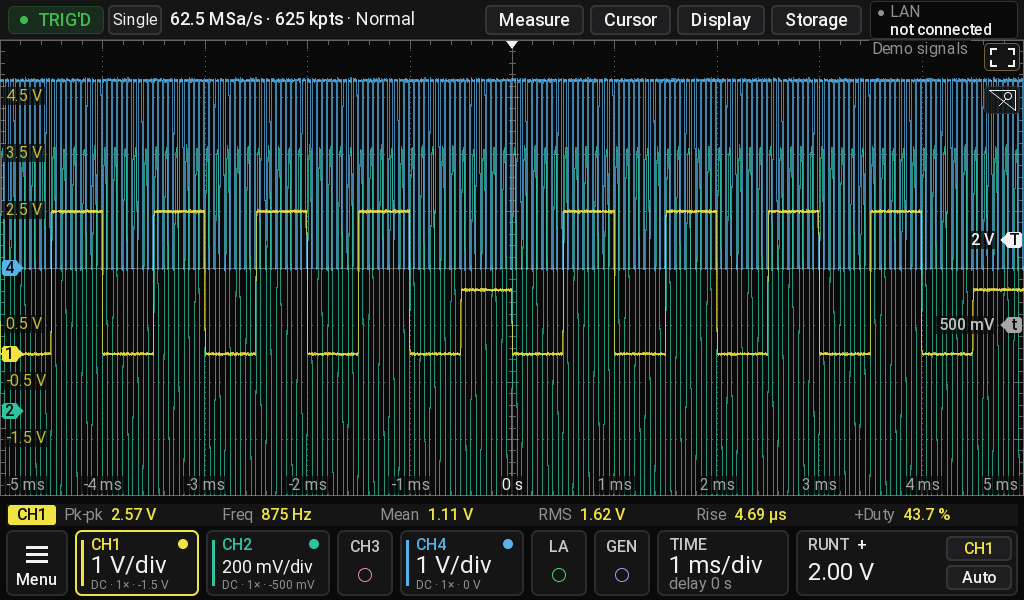 TRIG'D Single 62.5 MSa/s · 625 kpts · Normal Measure Cursor Display Storage LAN
not connected
Demo signals
4.5 V
3.5 V
2.5 V
2 V T
4
0.5 V 500 mV t
1
-0.5 V
2
-1.5 V
-5 ms -4 ms -3 ms -2 ms -1 ms 0 s 1 ms 2 ms 3 ms 4 ms 5 ms
CH1 Pk-pk 2.57 V Freq 875 Hz Mean 1.11 V RMS 1.62 V Rise 4.69 µs +Duty 43.7 %
Menu
CH1
1 V/div
DC · 1× · -1.5 V
CH2
200 mV/div
DC · 1× · -500 mV
CH3
CH4
1 V/div
DC · 1× · 0 V
LA
GEN
TIME
1 ms/div
delay 0 s
RUNT +
2.00 V
CH1
Auto